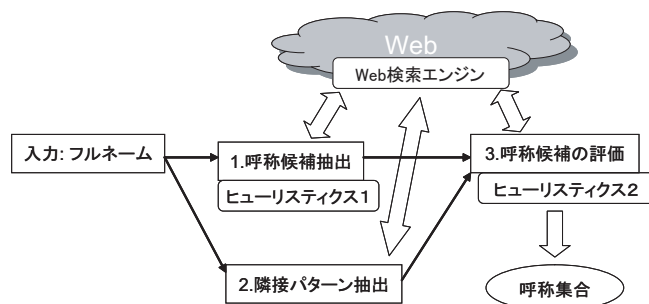 Web
Web検索エンジン
入力: フルネーム
1.呼称候補抽出
ヒューリスティクス1
3.呼称候補の評価
ヒューリスティクス2
2.隣接パターン抽出
呼称集合